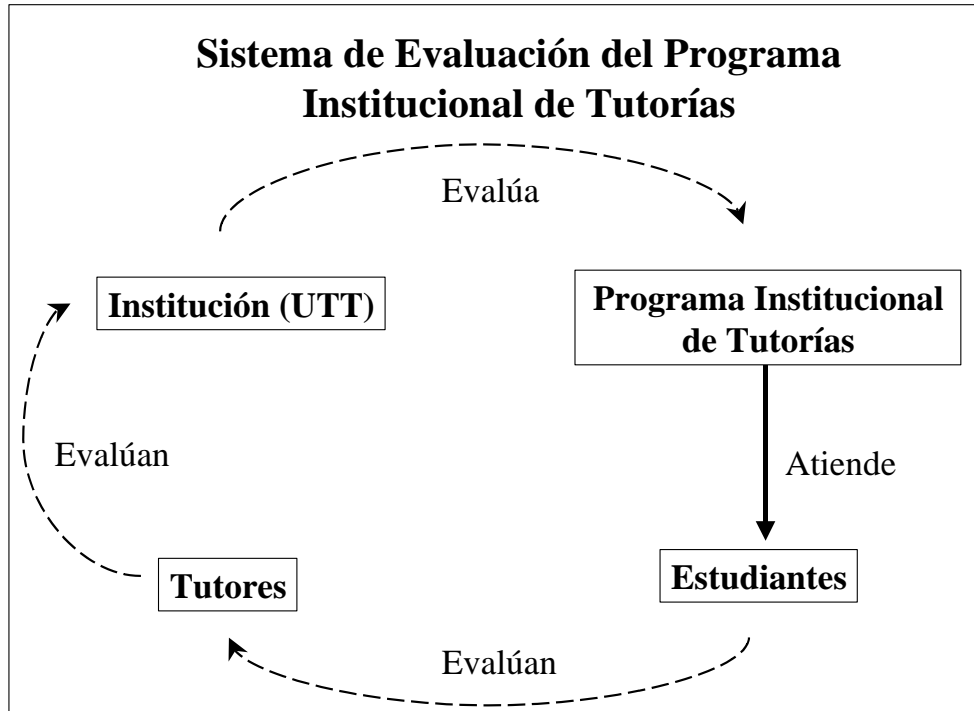 Sistema de Evaluación del Programa
Institucional de Tutorías
Evalúa
Institución (UTT)
Programa Institucional
de Tutorías
Evalúan
Atiende
Tutores
Estudiantes
Evalúan